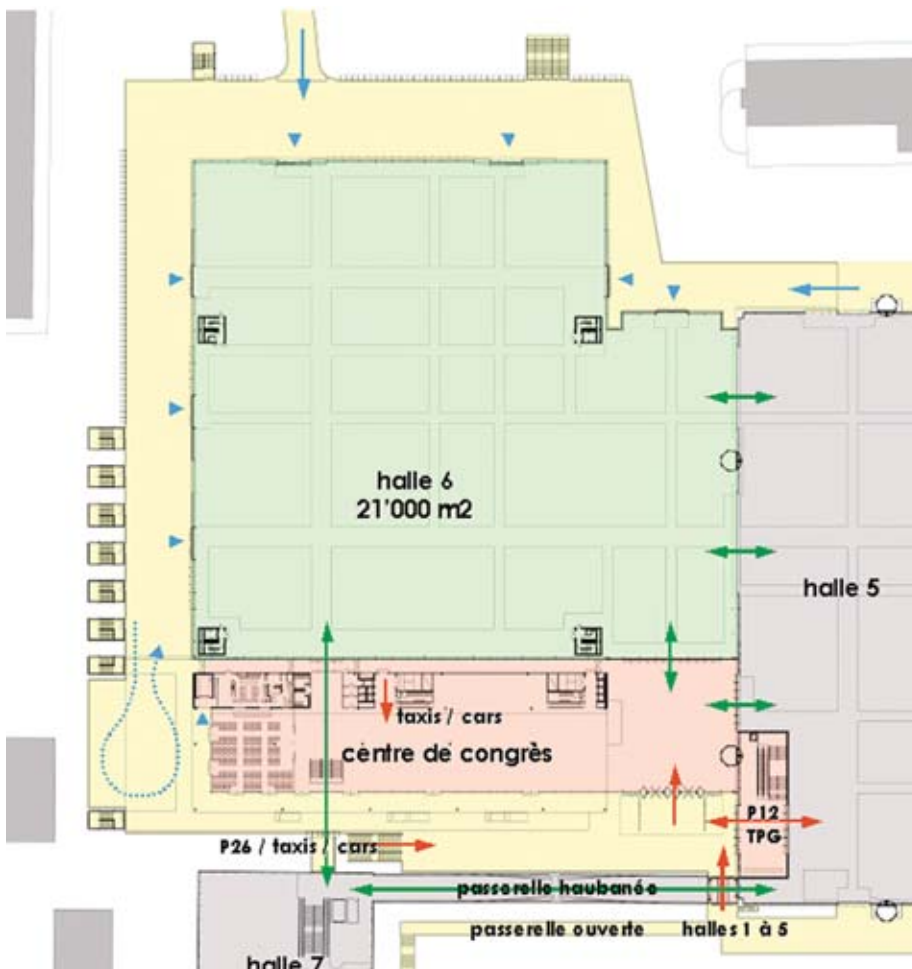 halle 6
21'000 m2
halle 5
taxis / cars
centre de congrès
P12
TPG
P26 / taxis / cars
passerelle haubanée
passerelle ouverte halles 1 à 5
halle 7